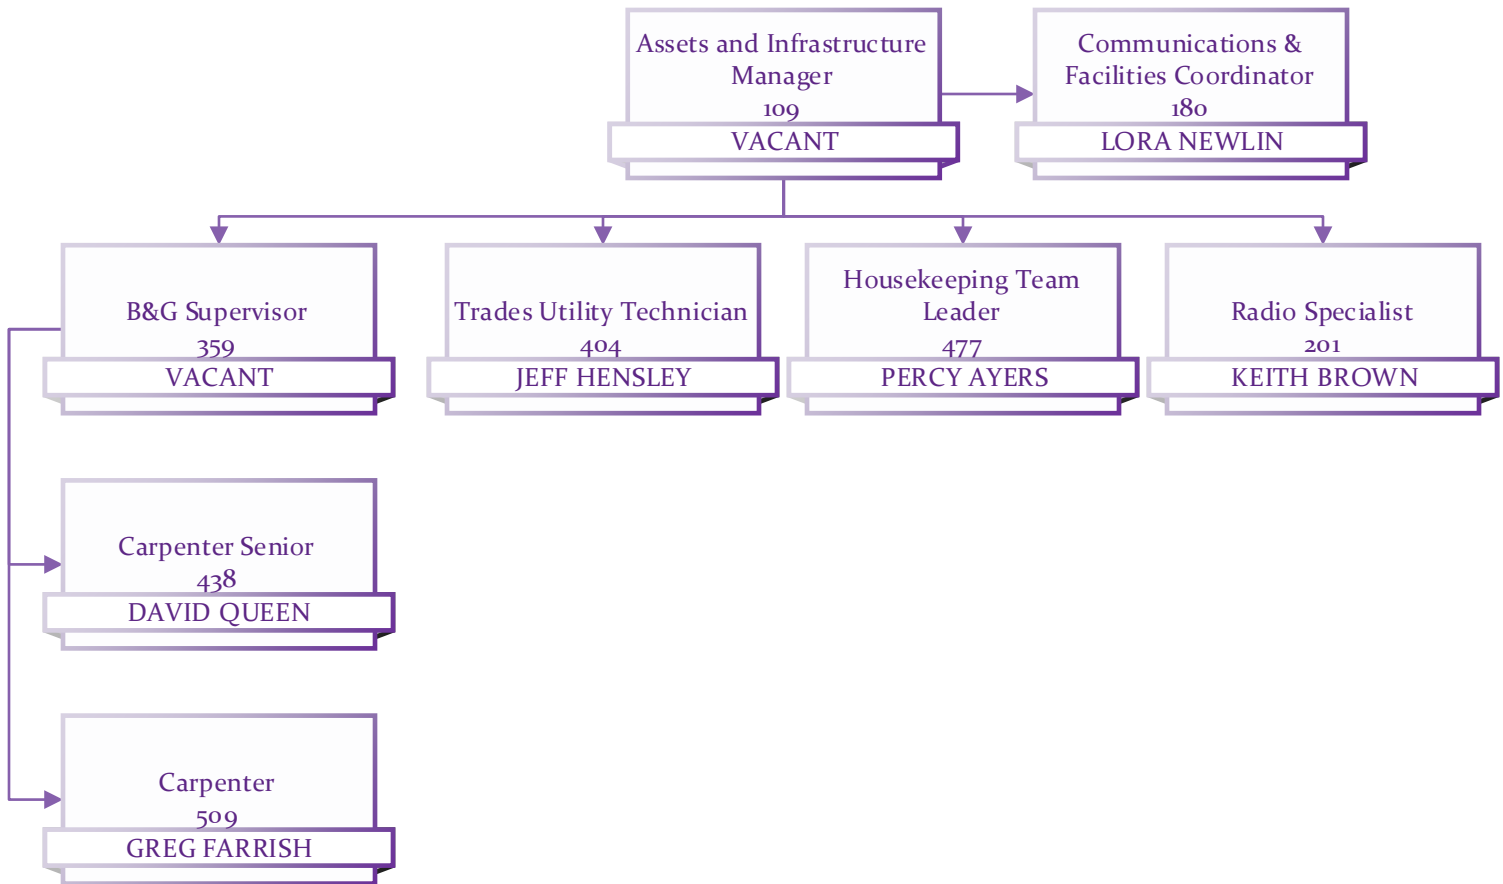 Assets and Infrastructure
Manager
109
VACANT
Communications &
Facilities Coordinator
180
LORA NEWLIN
B&G Supervisor
359
VACANT
Trades Utility Technician
404
JEFF HENSLEY
Housekeeping Team
Leader
477
PERCY AYERS
Radio Specialist
201
KEITH BROWN
Carpenter Senior
438
DAVID QUEEN
Carpenter
509
GREG FARRISH